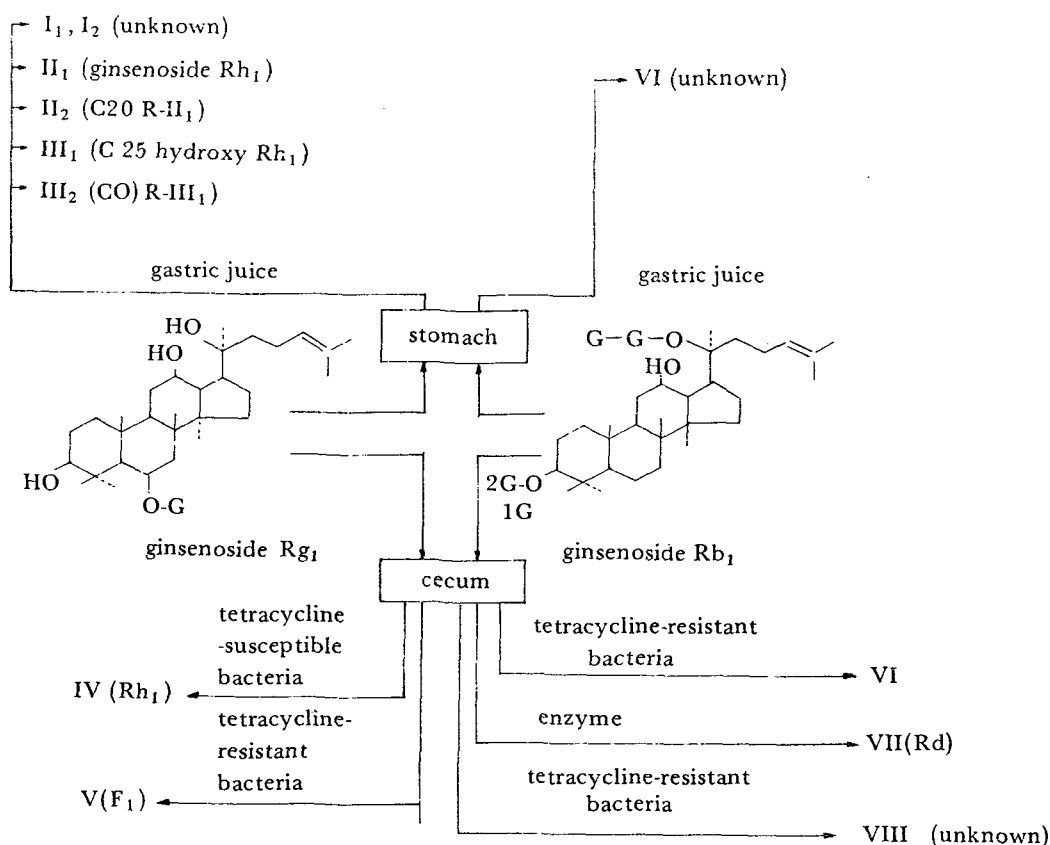 I₁, I₂ (unknown)
II₁ (ginsenoside Rh₁)
II₂ (C20 R-II₁)
III₁ (C 25 hydroxy Rh₁)
III₂ (CO) R-III₁)
VI (unknown)
gastric juice
gastric juice
stomach
HO
HO
HO
O-G
ginsenoside Rg₁
G-G-O
HO
2G-O
1G
ginsenoside Rb₁
cecum
tetracycline
-susceptible
bacteria
IV (Rh₁)
tetracycline-
resistant
bacteria
V(F₁)
tetracycline-resistant
bacteria
VI
enzyme
VII(Rd)
tetracycline-resistant
bacteria
VIII (unknown)